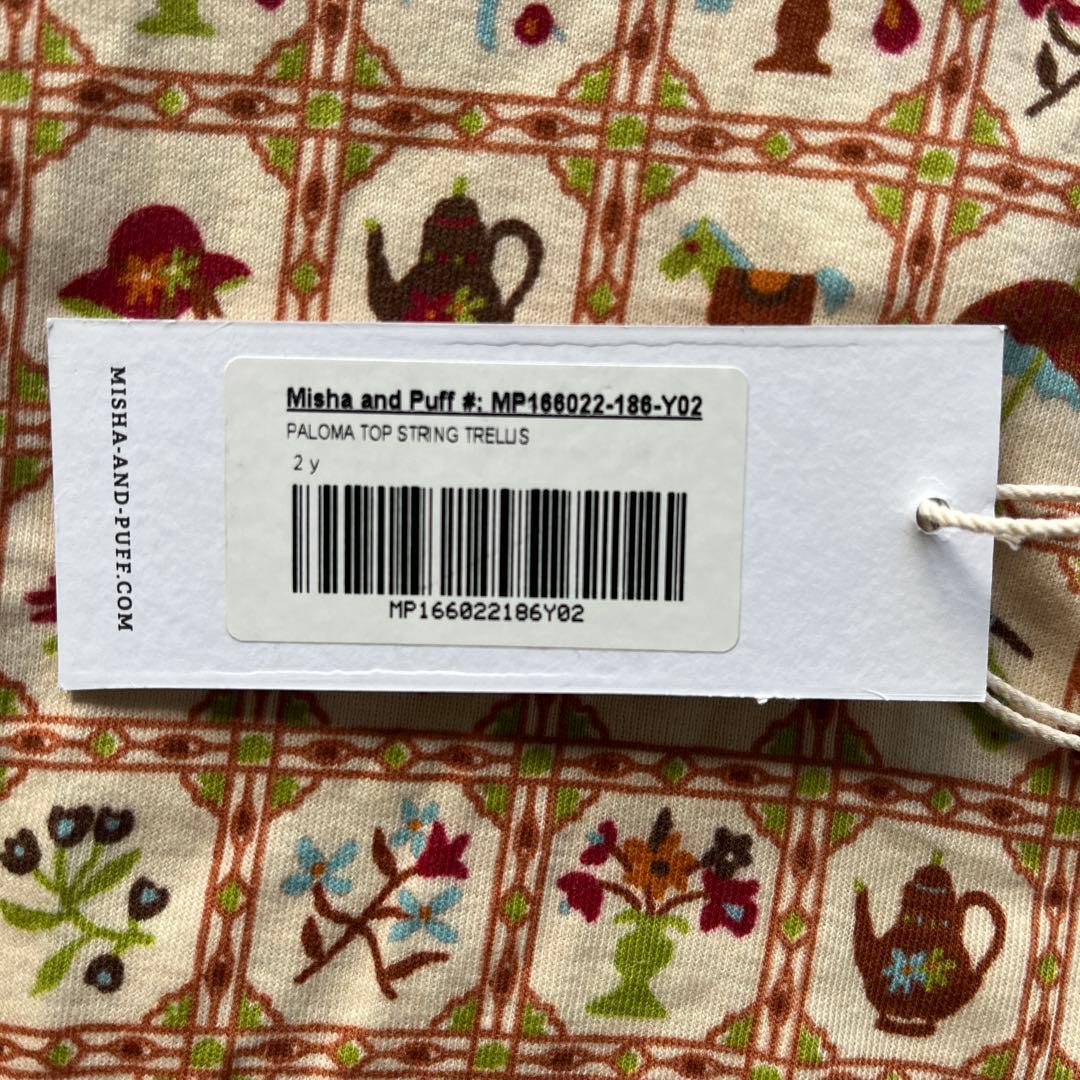 MISHA-AND-PUFF.COM
Misha and Puff #: MP166022-186-Y02
PALOMA TOP STRING TRELLIS
2 y
MP166022186Y02